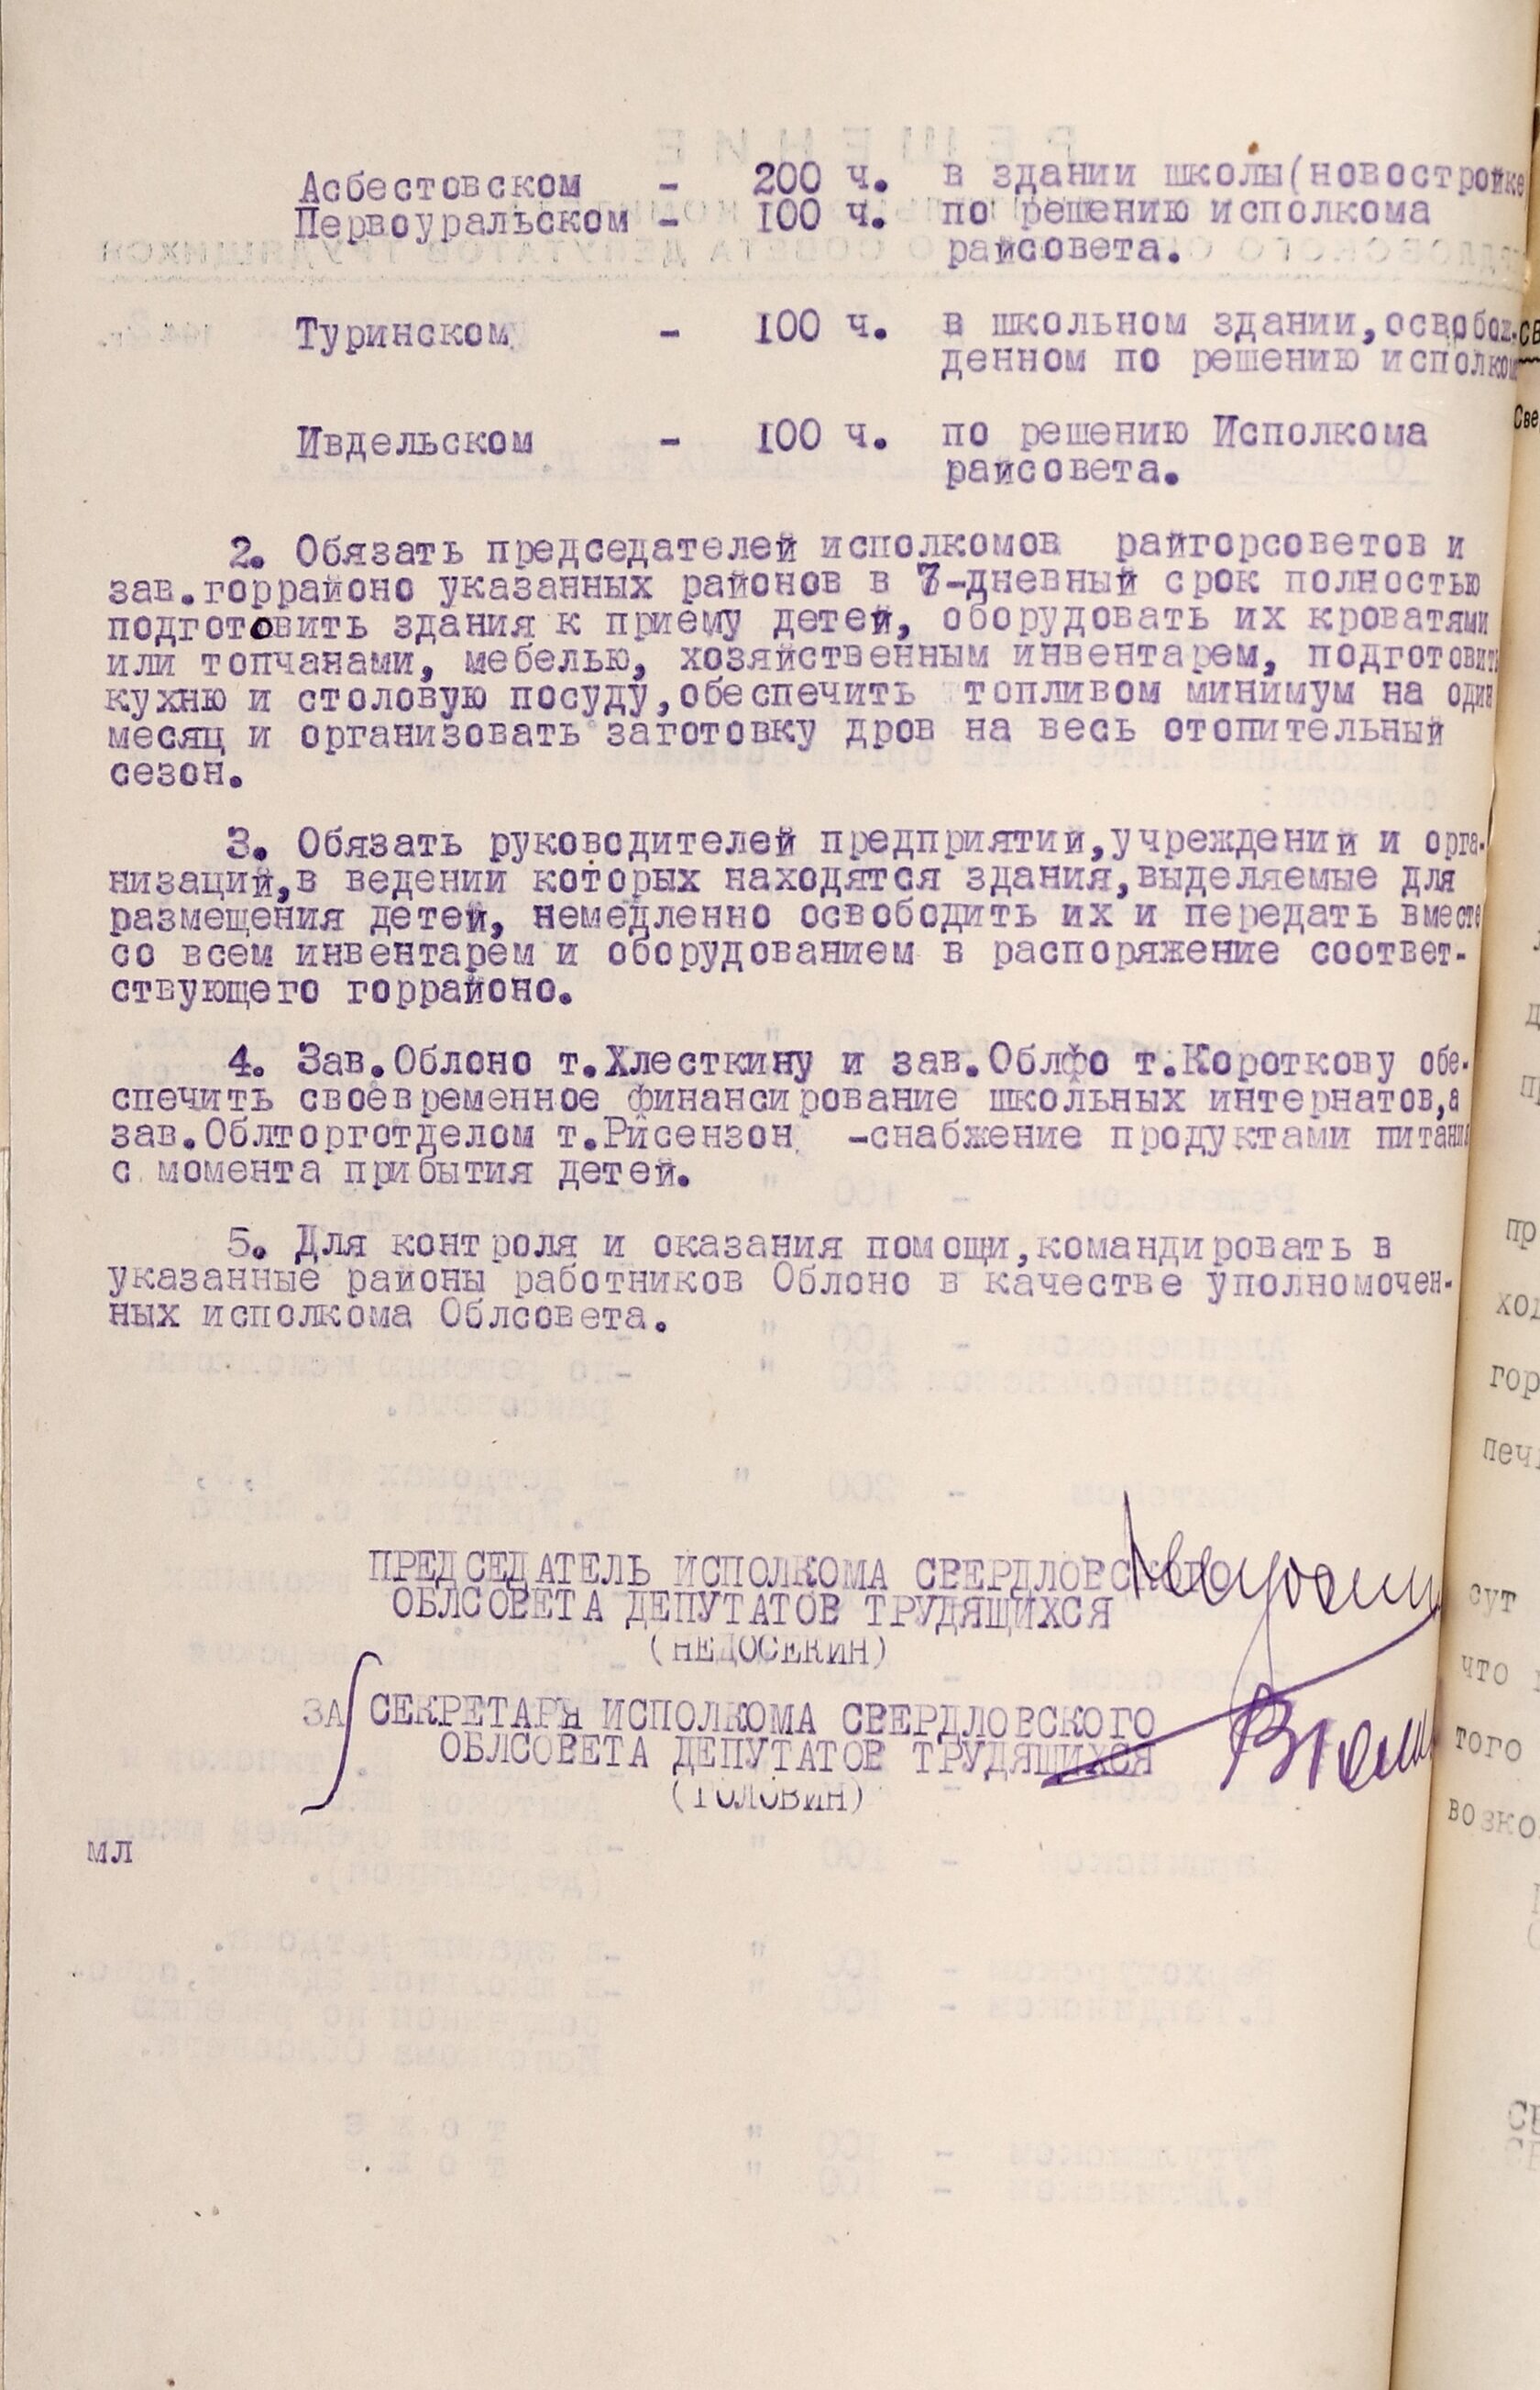 Асбестовском - 200 ч. в здании школы(новостройке
Первоуральском - 100 ч. по решению исполкома
райсовета.
Туринском - 100 ч. в школьном здании,освобож-
денном по решению исполком
Ивдельском - 100 ч. по решению Исполкома
райсовета.
2. Обязать председателей исполкомов райгорсоветов и
зав.горрайоно указанных районов в 7-дневный срок полностью
подготовить здания к приему детей, оборудовать их кроватями
или топчанами, мебелью, хозяйственным инвентарем, подготовить
кухню и столовую посуду,обеспечить топливом минимум на один
месяц и организовать заготовку дров на весь отопительный
сезон.
3. Обязать руководителей предприятий,учреждений и орга-
низаций,в ведении которых находятся здания,выделяемые для
размещения детей, немедленно освободить их и передать вместе
со всем инвентарем и оборудованием в распоряжение соответ-
ствующего горрайоно.
4. Зав.Облоно т.Хлесткину и зав.Облфо т.Короткову обе-
спечить своевременное финансирование школьных интернатов,а
зав.Облторготделом т.Рисензон -снабжение продуктами питания
с момента прибытия детей.
5. Для контроля и оказания помощи,командировать в
указанные районы работников Облоно в качестве уполномочен-
ных исполкома Облсовета.
ПРЕДСЕДАТЕЛЬ ИСПОЛКОМА СВЕРДЛОВСКОГО
ОБЛСОВЕТА ДЕПУТАТОВ ТРУДЯЩИХСЯ
(НЕДОСЕКИН)
ЗА СЕКРЕТАРЯ ИСПОЛКОМА СВЕРДЛОВСКОГО
ОБЛСОВЕТА ДЕПУТАТОВ ТРУДЯЩИХСЯ
(ГОЛОВИН)
мл